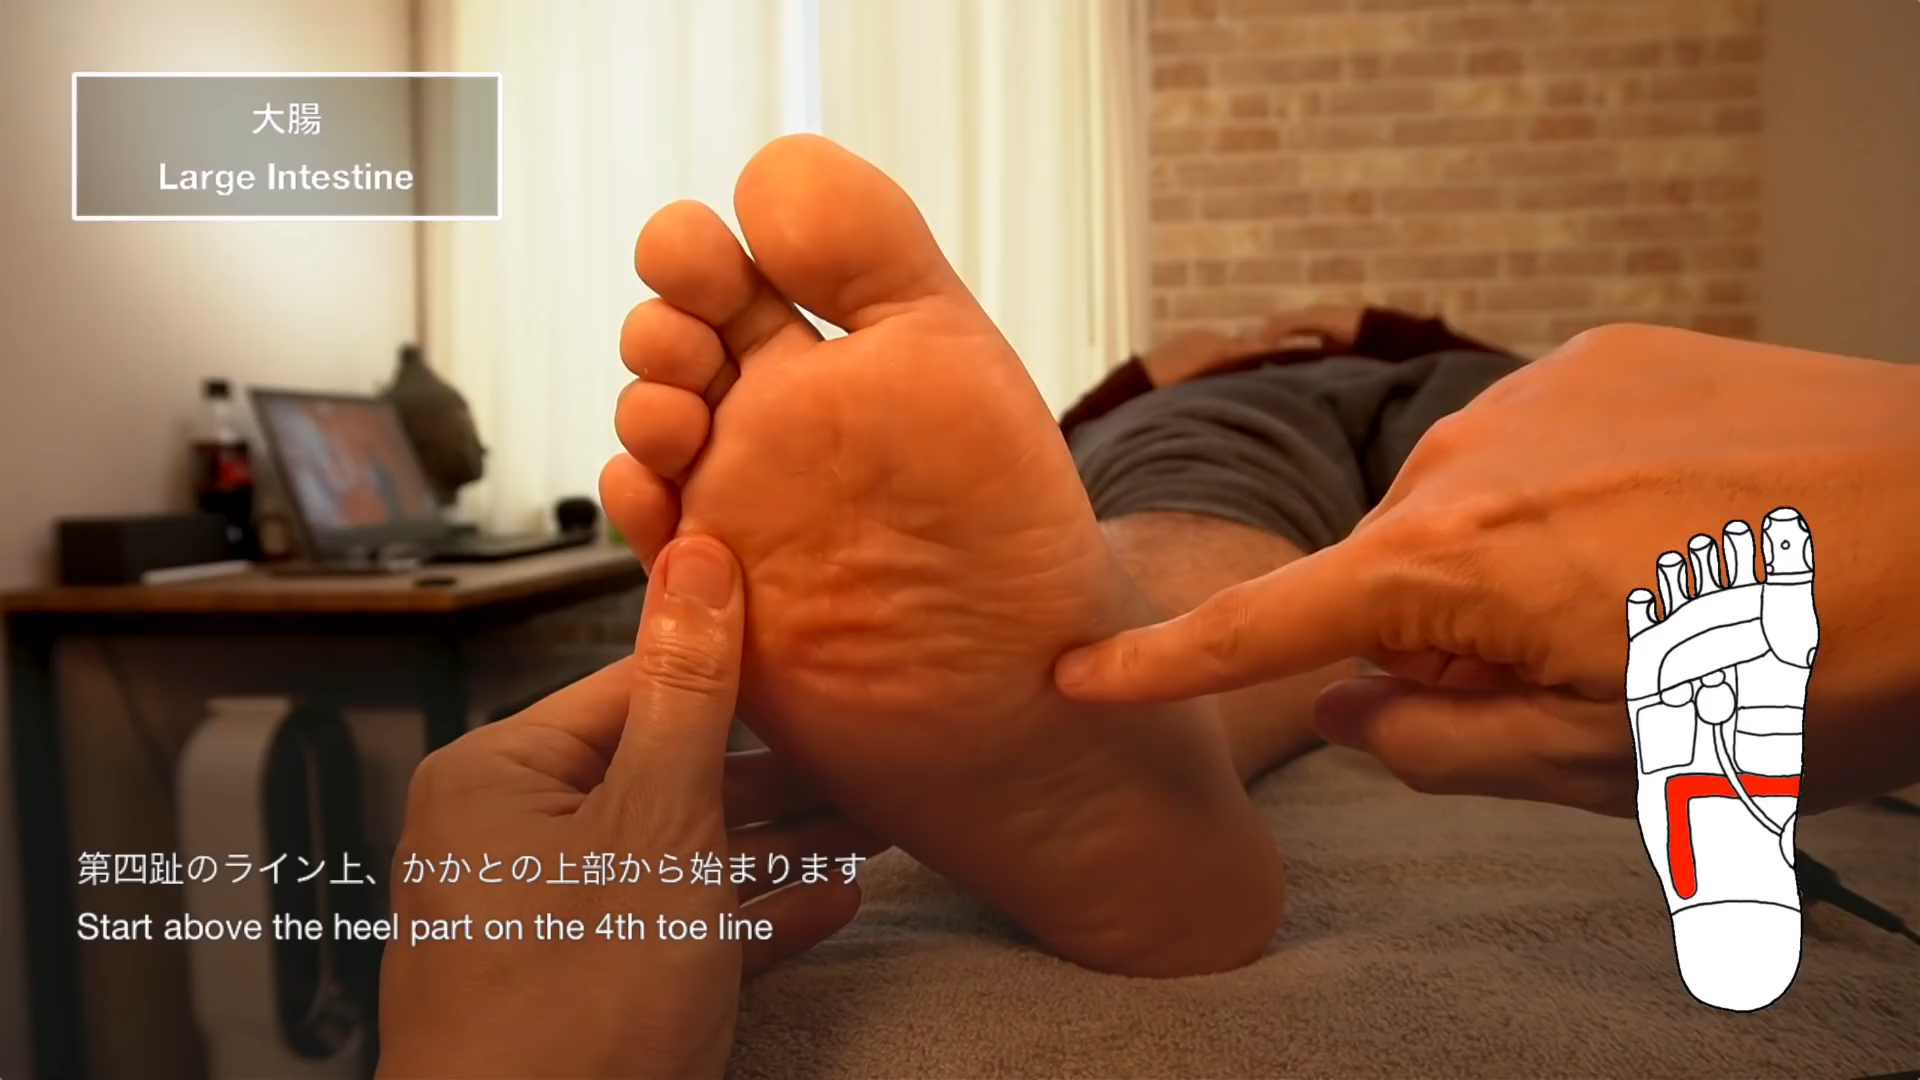 大腸
Large Intestine
第四趾のライン上、かかとの上部から始まります
Start above the heel part on the 4th toe line